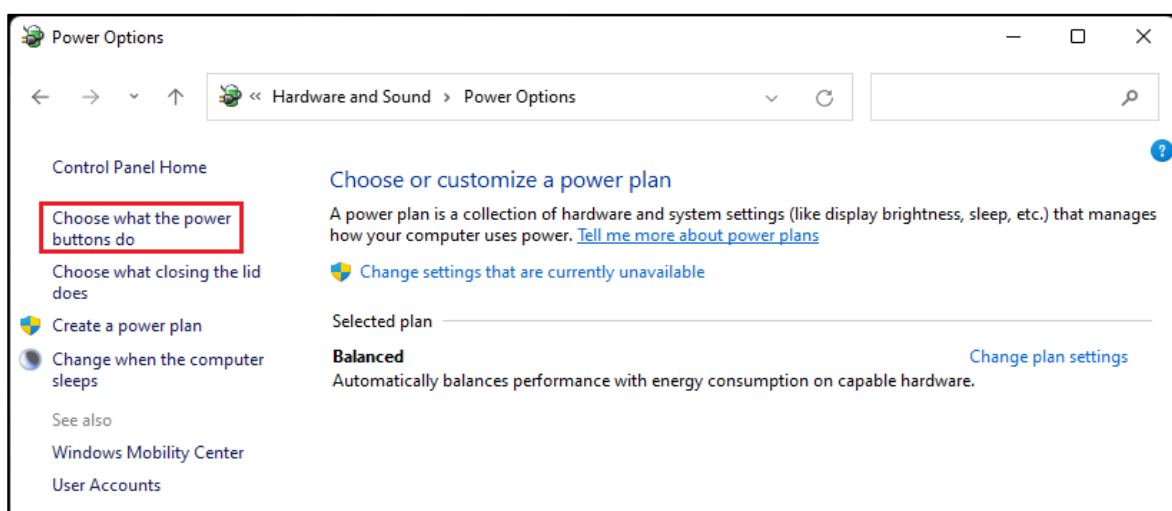 Power Options
« Hardware and Sound › Power Options
Control Panel Home
Choose what the power
buttons do
Choose what closing the lid
does
Create a power plan
Change when the computer
sleeps
See also
Windows Mobility Center
User Accounts
?
Choose or customize a power plan
A power plan is a collection of hardware and system settings (like display brightness, sleep, etc.) that manages
how your computer uses power. Tell me more about power plans
Change settings that are currently unavailable
Selected plan
Balanced
Change plan settings
Automatically balances performance with energy consumption on capable hardware.